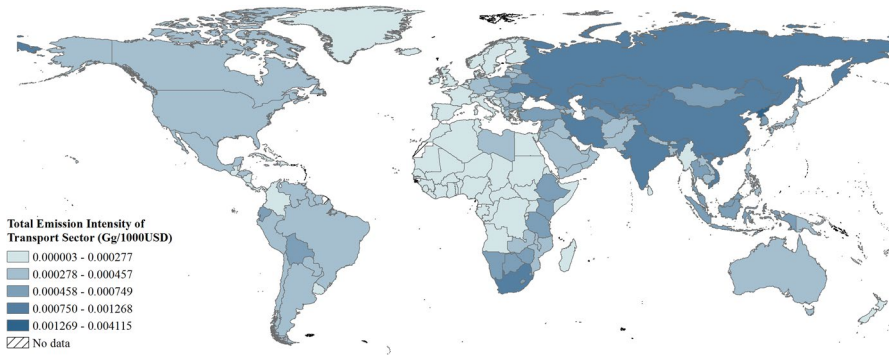 Total Emission Intensity of
Transport Sector (Gg/1000USD)
0.000003 - 0.000277
0.000278 - 0.000457
0.000458 - 0.000749
0.000750 - 0.001268
0.001269 - 0.004115
No data